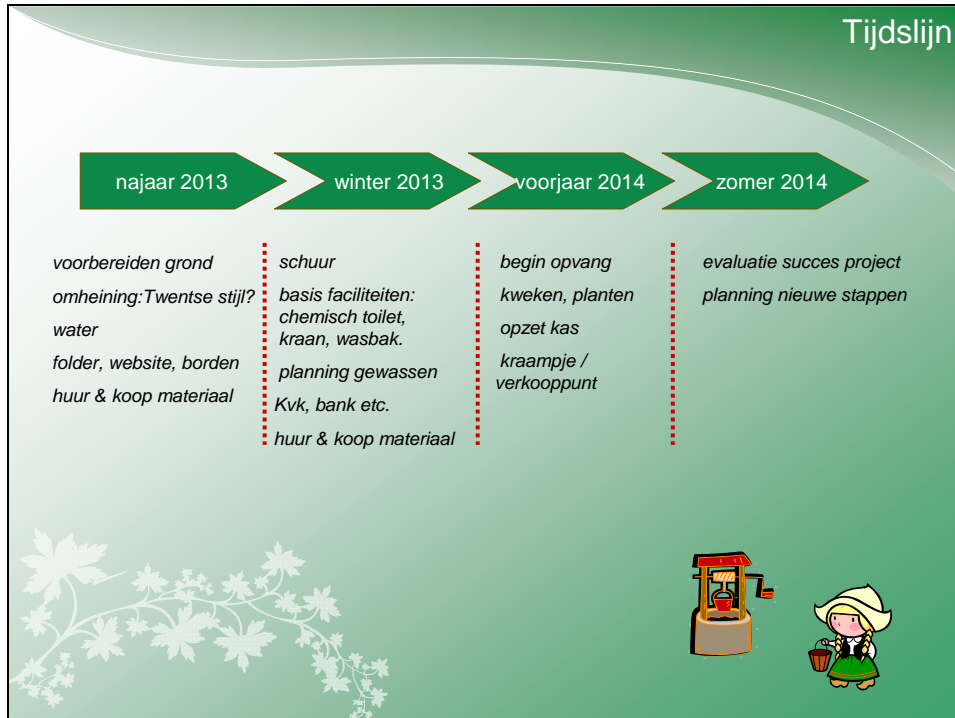 Tijdslijn
najaar 2013
winter 2013
voorjaar 2014
zomer 2014
voorbereiden grond
omheining:Twentse stijl?
water
folder, website, borden
huur & koop materiaal
schuur
basis faciliteiten:
chemisch toilet,
kraan, wasbak.
planning gewassen
Kvk, bank etc.
huur & koop materiaal
begin opvang
kweken, planten
opzet kas
kraampje /
verkooppunt
evaluatie succes project
planning nieuwe stappen